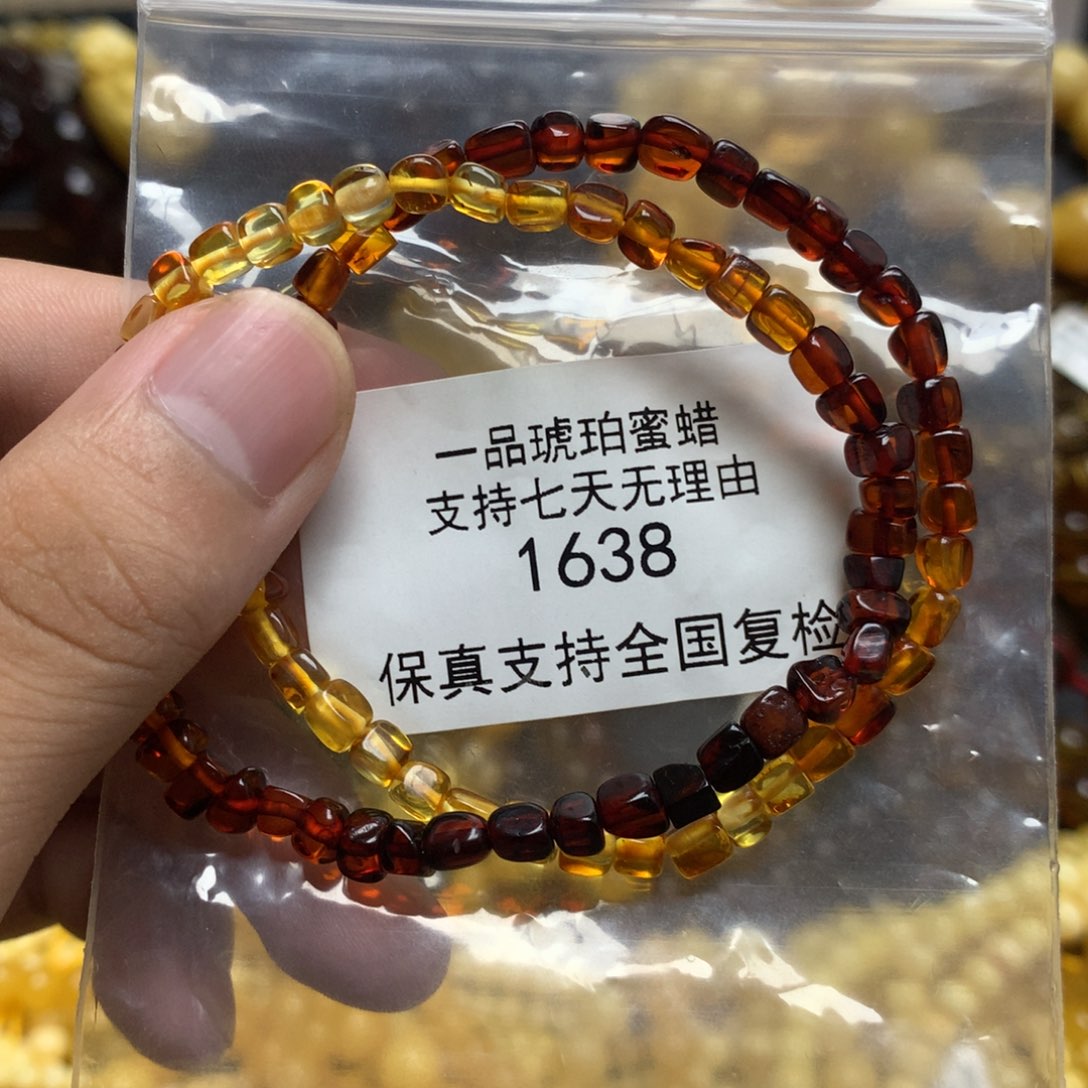 一品琥珀蜜蜡
支持七天无理由
1638
保真支持全国复检